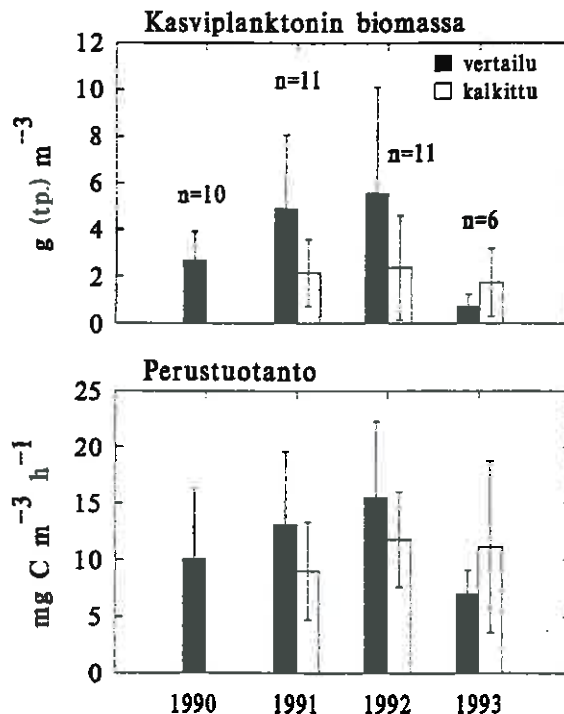 Kasviplanktonin biomassa
12
10
8
6
4
2
0
g (tp.) m⁻³
vertailu
kalkittu
n=10
n=11
n=11
n=6
Perustuotanto
25
20
15
10
5
0
mg C m⁻³ h⁻¹
1990 1991 1992 1993